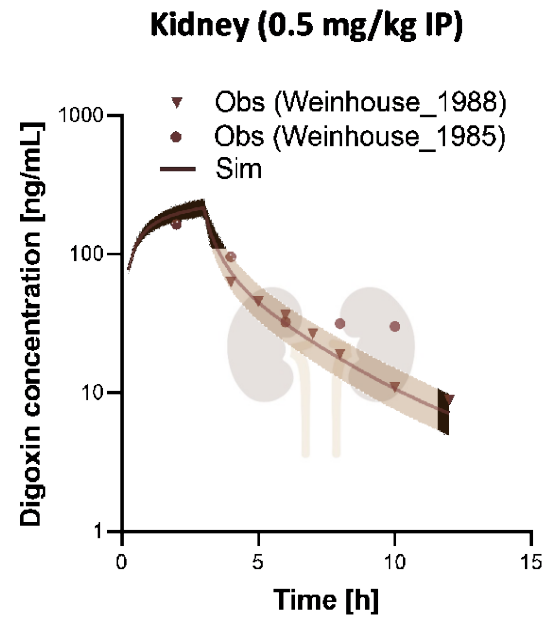 Kidney (0.5 mg/kg IP)
Obs (Weinhouse_1988)
Obs (Weinhouse_1985)
Sim
Digoxin concentration [ng/mL]
1000
100
10
1
0
5
10
15
Time [h]